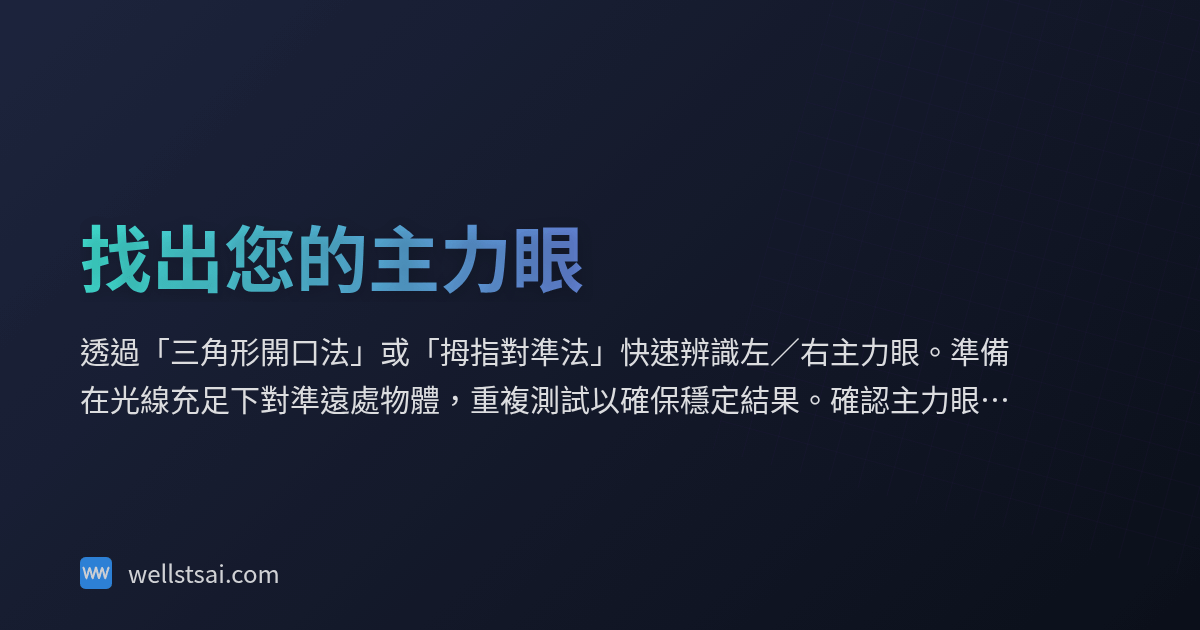 找出您的主力眼
透過「三角形開口法」或「拇指對準法」快速辨識左／右主力眼。準備
在光線充足下對準遠處物體，重複測試以確保穩定結果。確認主力眼…
W wellstsai.com